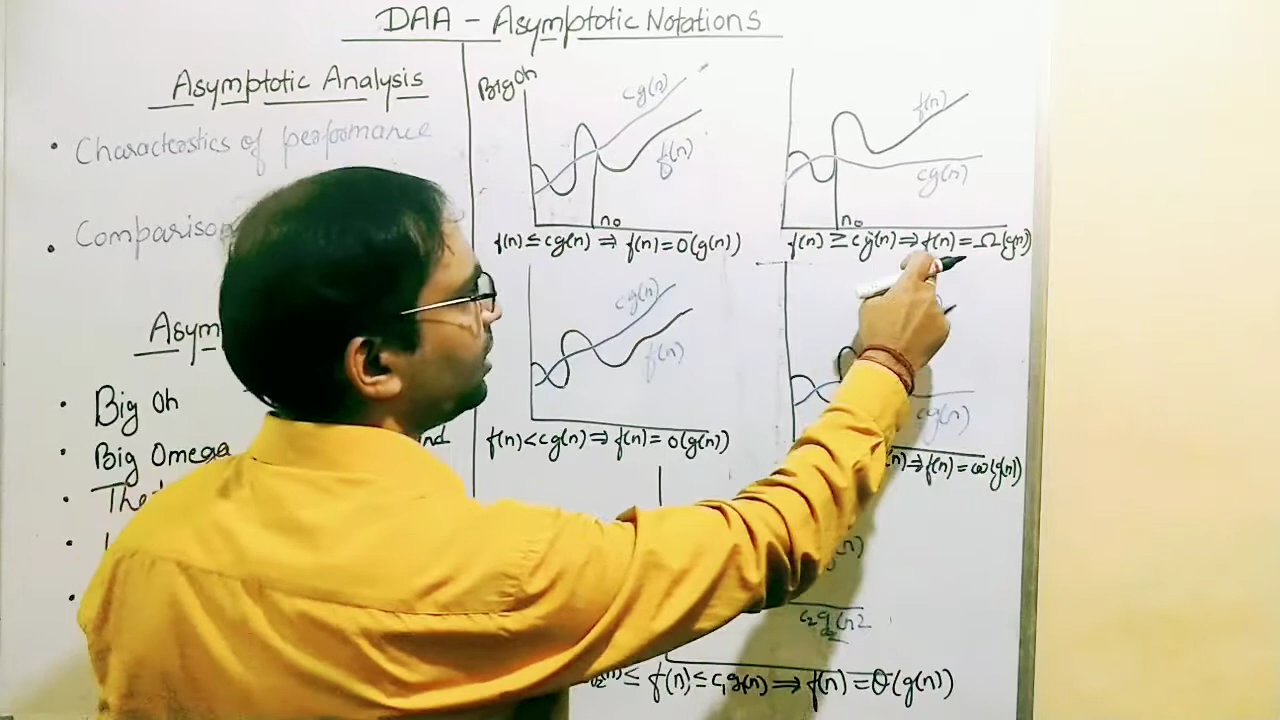 DAA - Asymptotic Notations
Asymptotic Analysis
• Characteristics of performance
• Comparison
Asym
• Big Oh
• Big Omega
nd
Big Oh
cg(n)
f(n)
n₀
f(n) ≤ cg(n) ⇒ f(n) = O(g(n))
f(n)
cg(n)
n₀
f(n) ≥ cg(n) ⇒ f(n) = Ω(g(n))
cg(n)
f(n)
f(n) < cg(n) ⇒ f(n) = o(g(n))
cg(n)
⇒ f(n) = ω(g(n))
≤ f(n) ≤ c₁g(n) ⇒ f(n) = θ(g(n))